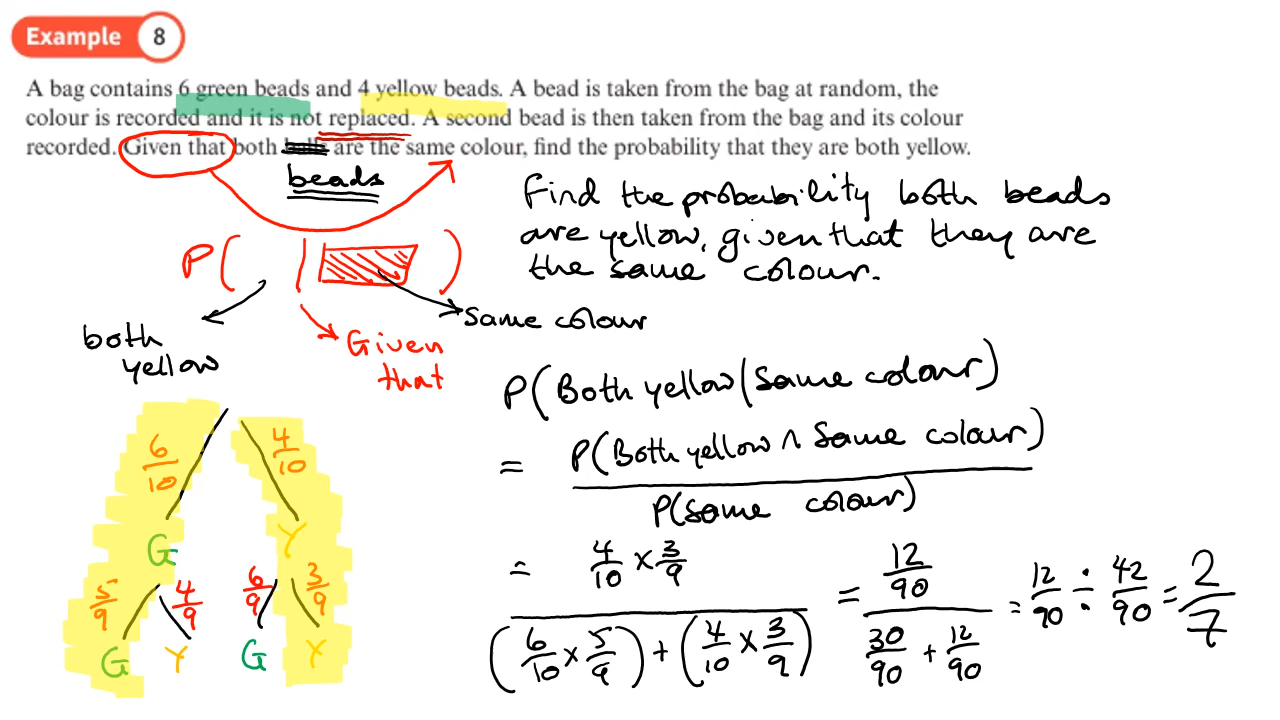 Example 8
A bag contains 6 green beads and 4 yellow beads. A bead is taken from the bag at random, the
colour is recorded and it is not replaced. A second bead is then taken from the bag and its colour
recorded. Given that both are the same colour, find the probability that they are both yellow.
beads
Find the probability both beads
are yellow, given that they are
the same colour.
P( | )
Same colour
both
yellow
Given
that
P(Both yellow | Same colour)
= P(Both yellow ∩ Same colour)
P(same colour)
= 4/10 × 3/9
(6/10 × 5/9) + (4/10 × 3/9)
= 12/90
30/90 + 12/90
= 12/90 ÷ 42/90 = 2/7
6/10 4/10
G Y
5/9 4/9 6/9 3/9
G Y G Y